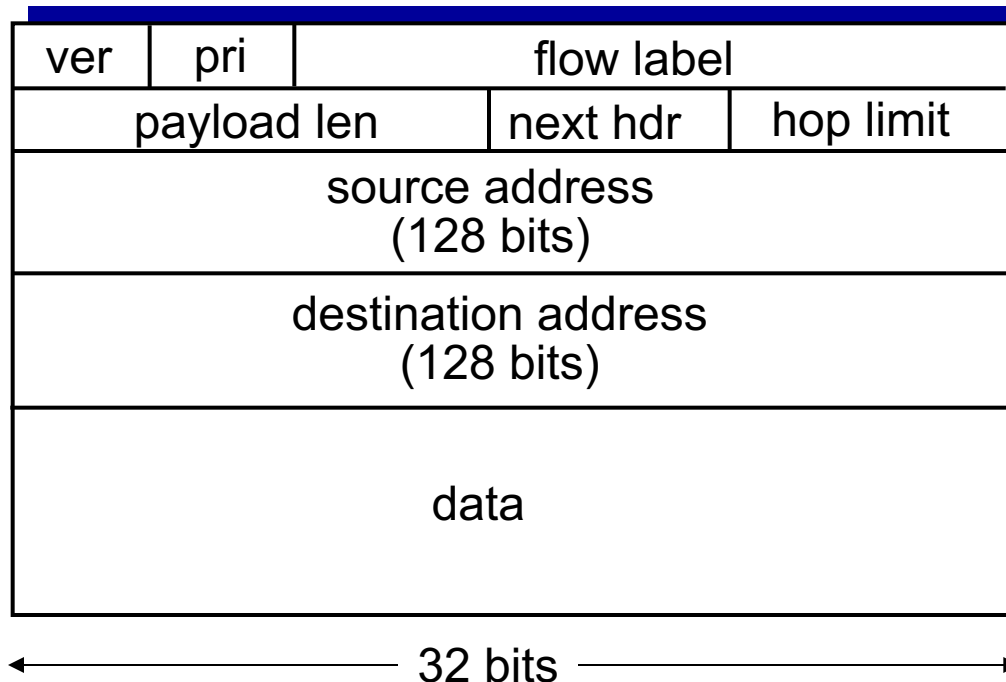 ver pri flow label
payload len next hdr hop limit
source address
(128 bits)
destination address
(128 bits)
data
32 bits